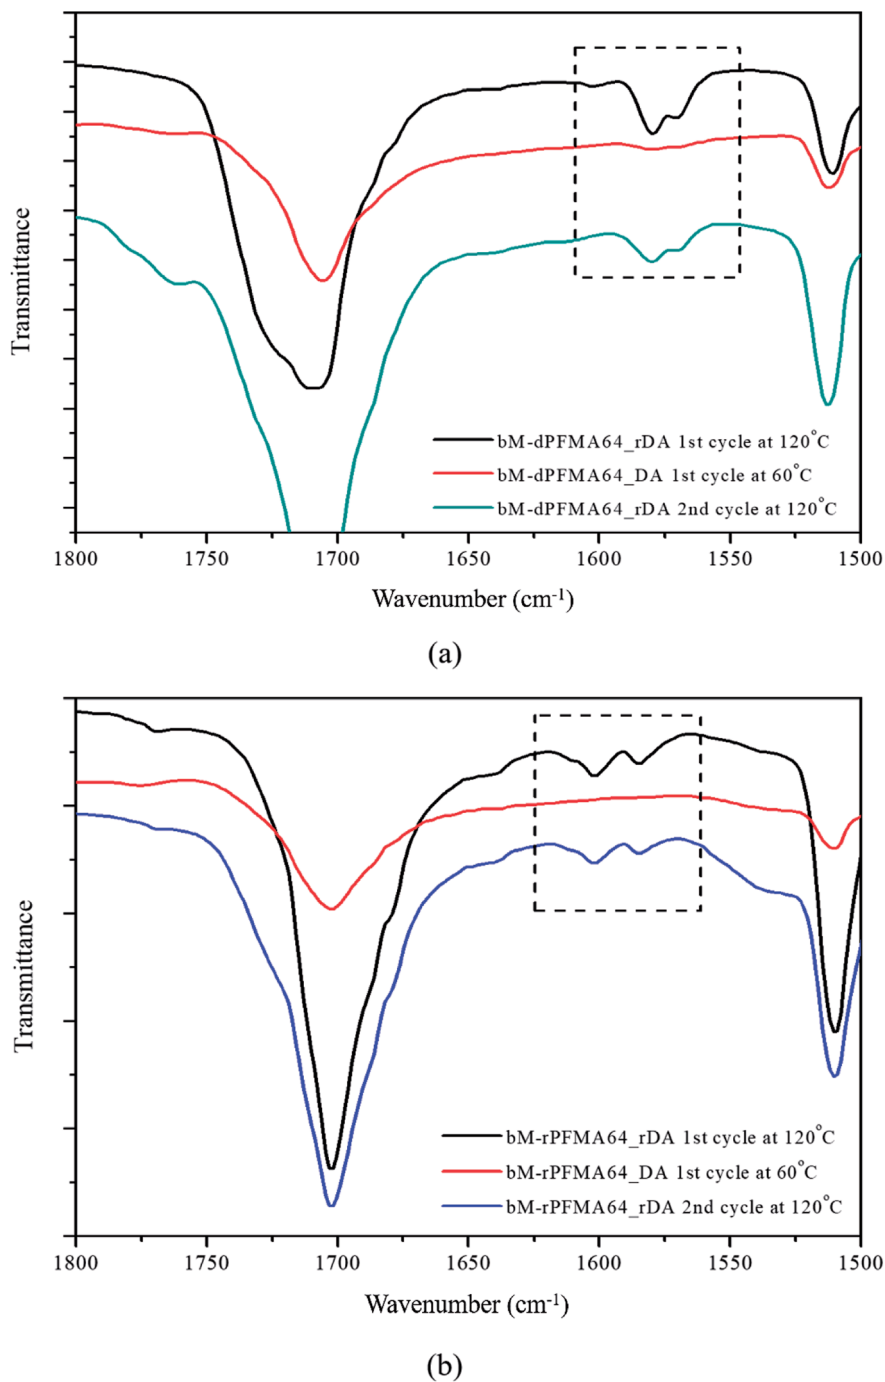 Transmittance
bM-dPFMA64_rDA 1st cycle at 120°C
bM-dPFMA64_DA 1st cycle at 60°C
bM-dPFMA64_rDA 2nd cycle at 120°C
1800 1750 1700 1650 1600 1550 1500
Wavenumber (cm⁻¹)
(a)
Transmittance
bM-rPFMA64_rDA 1st cycle at 120°C
bM-rPFMA64_DA 1st cycle at 60°C
bM-rPFMA64_rDA 2nd cycle at 120°C
1800 1750 1700 1650 1600 1550 1500
Wavenumber (cm⁻¹)
(b)